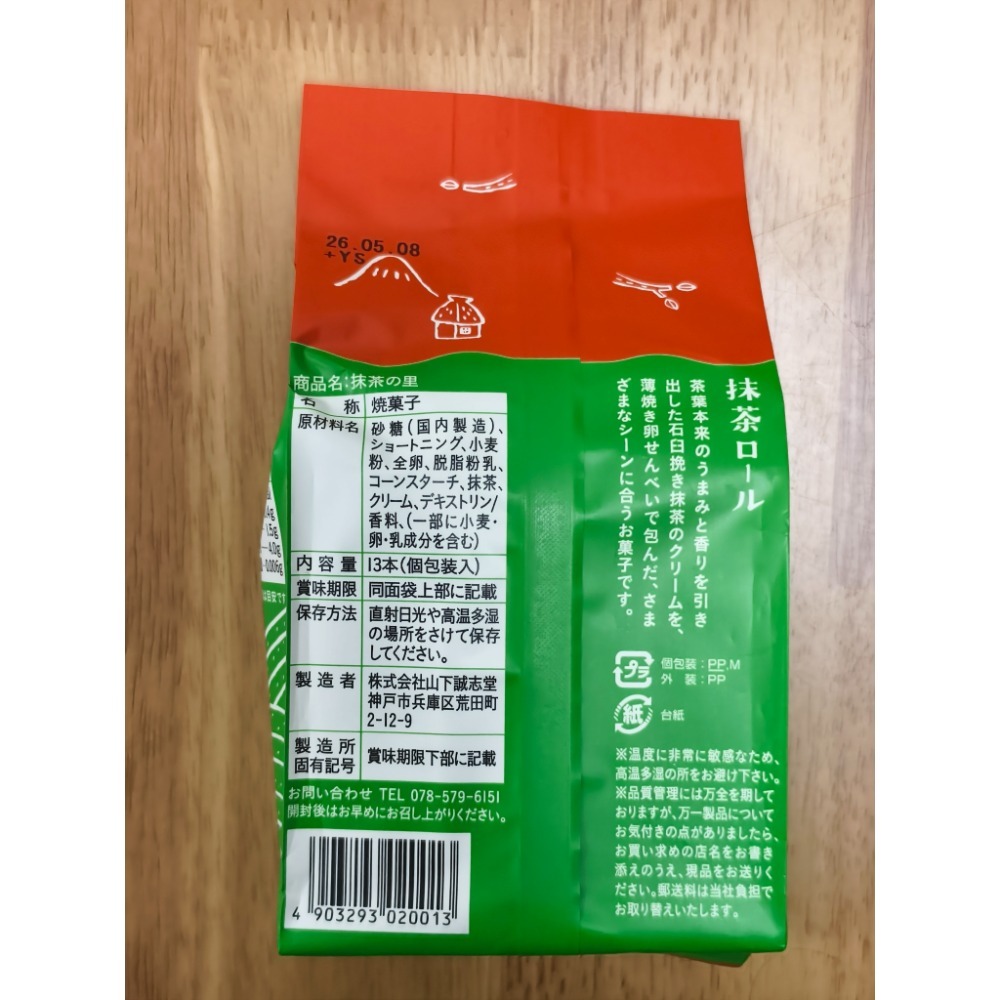 26.05.08
+YS
商品名:抹茶の里
名 称 焼菓子
原材料名 砂糖(国内製造)、
ショートニング、小麦
粉、全卵、脱脂粉乳、
コーンスターチ、抹茶、
クリーム、デキストリン/
香料、(一部に小麦・
卵・乳成分を含む)
内容量 13本(個包装入)
賞味期限 同面袋上部に記載
保存方法 直射日光や高温多湿
の場所をさけて保存
してください。
製造者 株式会社山下誠志堂
神戸市兵庫区荒田町
2-12-9
製造所
固有記号 賞味期限下部に記載
お問い合わせ TEL 078-579-6151
開封後はお早めにお召し上がりください。
4 903293 020013
抹茶ロール
茶葉本来のうまみと香りを引き
出した石臼挽き抹茶のクリームを、
薄焼き卵せんべいで包んだ、さま
ざまなシーンに合うお菓子です。
プラ
個包装:PP,M
外 装:PP
紙 台紙
※温度に非常に敏感なため、
高温多湿の所をお避け下さい。
※品質管理には万全を期して
おりますが、万一製品について
お気付きの点がありましたら、
お買い求めの店名をお書き
添えのうえ、現品をお送りく
ださい。郵送料は当社負担で
お取り替えいたします。
4g
1.5g
4.0g
0.006g